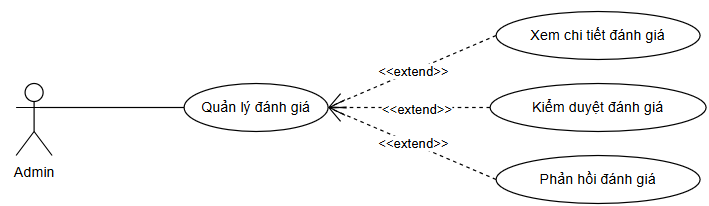 Xem chi tiết đánh giá
<<extend>>
Quản lý đánh giá
<<extend>>
Kiểm duyệt đánh giá
<<extend>>
Admin
Phản hồi đánh giá